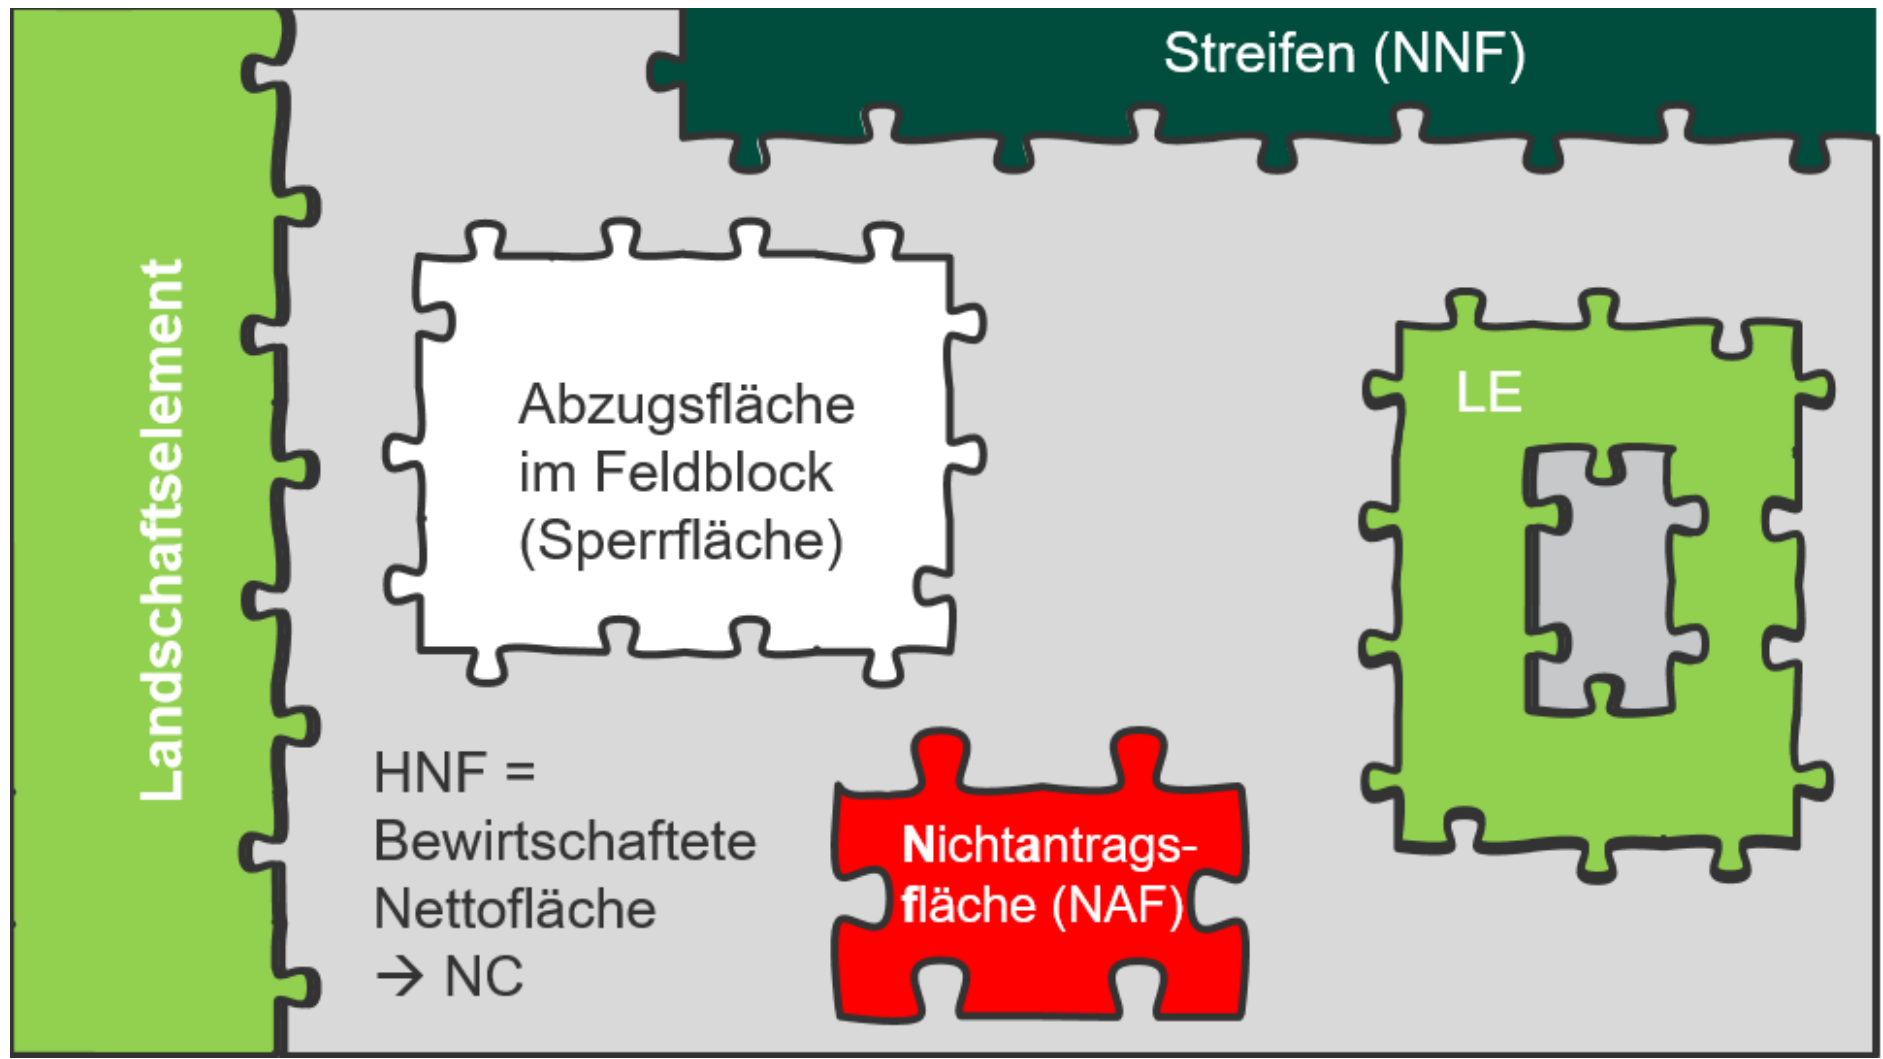 Streifen (NNF)
Landschaftselement
Abzugsfläche
im Feldblock
(Sperrfläche)
LE
HNF =
Bewirtschaftete
Nettofläche
→ NC
Nichtantrags-
fläche (NAF)